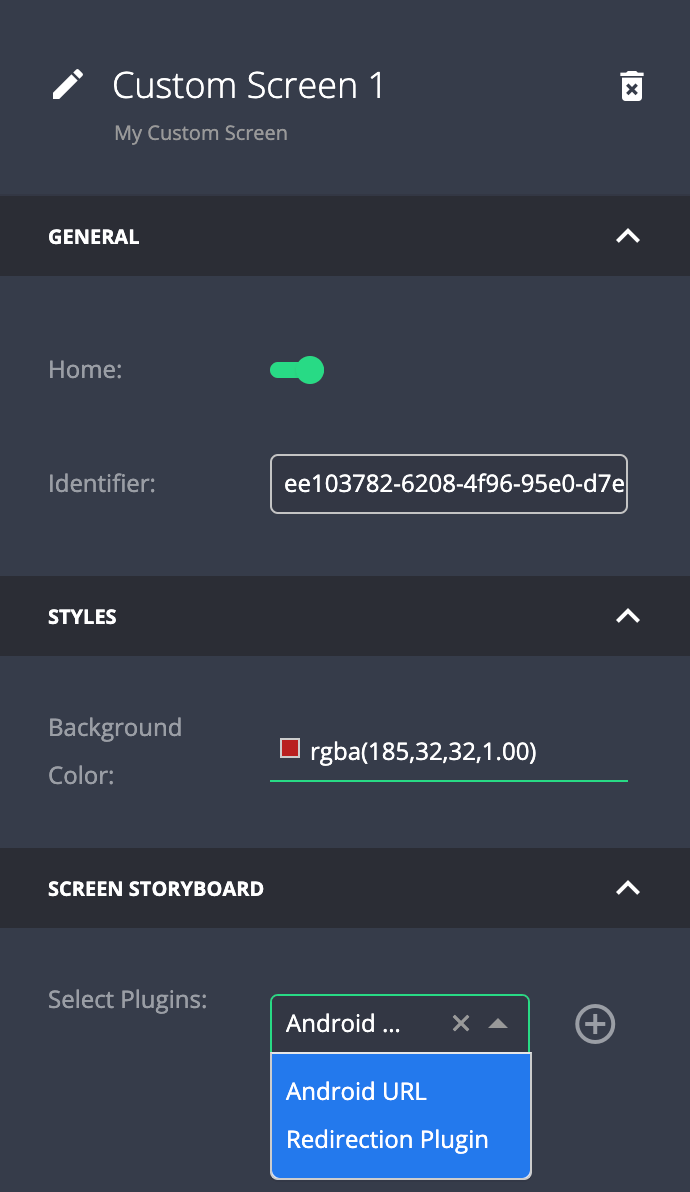 Custom Screen 1
My Custom Screen
GENERAL
Home:
Identifier:
ee103782-6208-4f96-95e0-d7e
STYLES
Background
Color:
rgba(185,32,32,1.00)
SCREEN STORYBOARD
Select Plugins:
Android ...
Android URL
Redirection Plugin